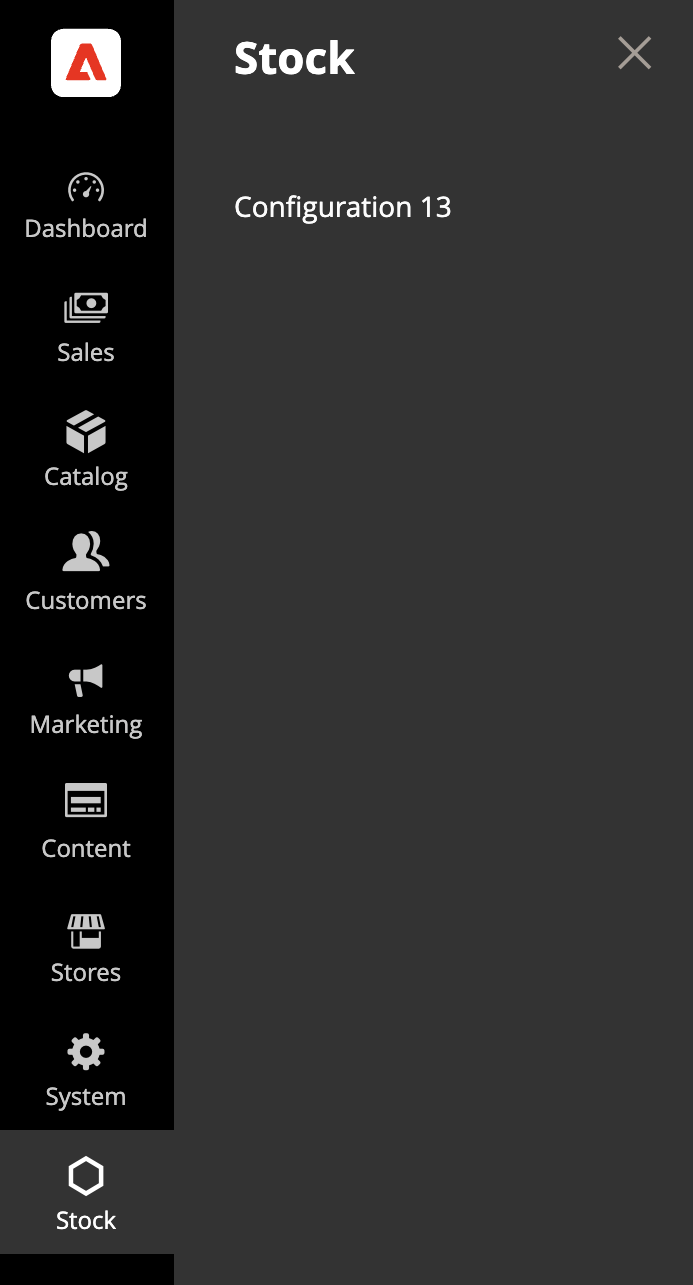 Stock
Configuration 13
Dashboard
Sales
Catalog
Customers
Marketing
Content
Stores
System
Stock